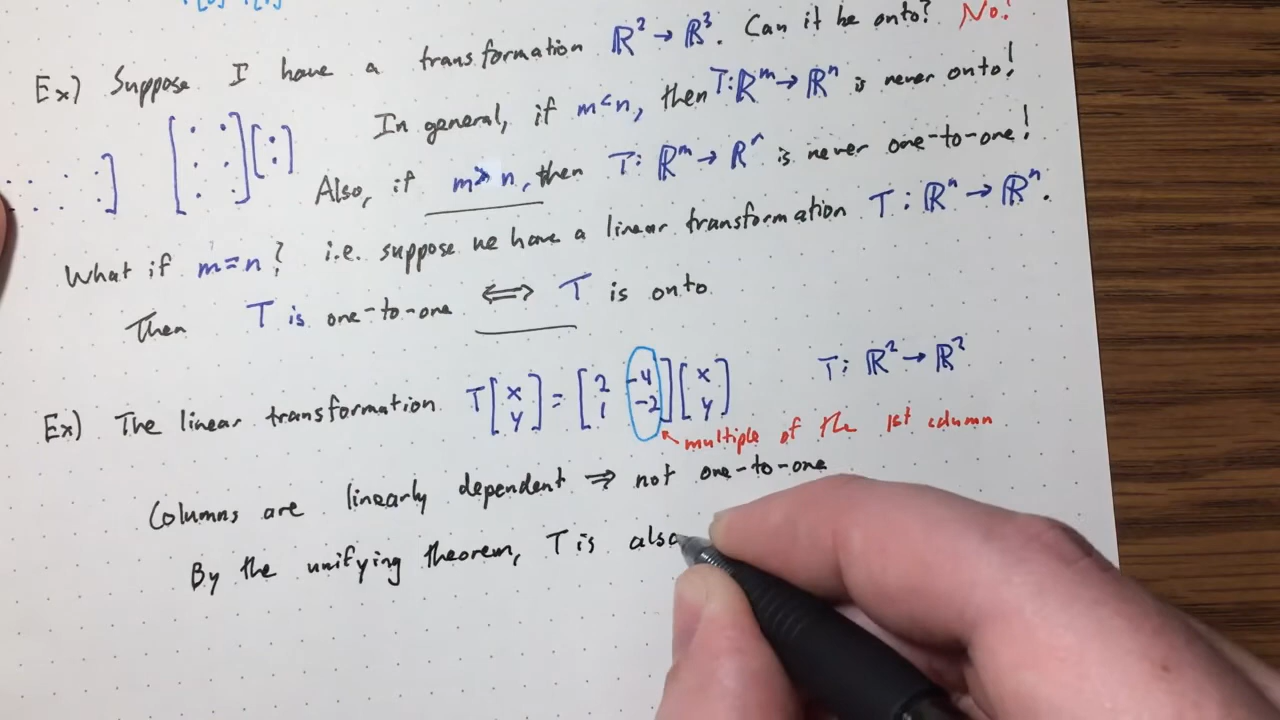 Ex) Suppose I have a transformation ℝ² → ℝ³. Can it be onto? No!
In general, if m<n, then T:ℝᵐ → ℝⁿ is never onto!
Also, if m>n, then T: ℝᵐ → ℝⁿ is never one-to-one!
What if m=n? i.e. suppose we have a linear transformation T: ℝⁿ → ℝⁿ.
Then T is one-to-one ⟺ T is onto
Ex) The linear transformation T[x y] = [2 -4 1 -2][x y] T: ℝ² → ℝ²
multiple of the 1st column
Columns are linearly dependent ⇒ not one-to-one
By the unifying theorem, T is also